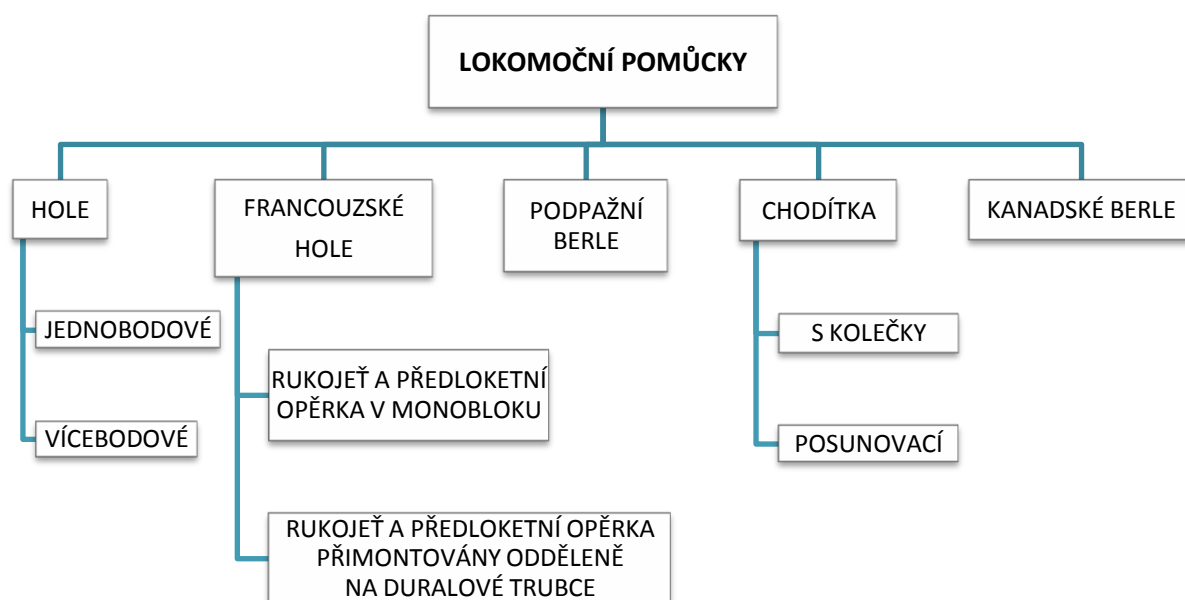 LOKOMOČNÍ POMŮCKY
HOLE
FRANCOUZSKÉ
HOLE
PODPAŽNÍ
BERLE
CHODÍTKA
KANADSKÉ BERLE
JEDNOBODOVÉ
VÍCEBODOVÉ
RUKOJEŤ A PŘEDLOKETNÍ
OPĚRKA V MONOBLOKU
RUKOJEŤ A PŘEDLOKETNÍ OPĚRKA
PŘIMONTOVÁNY ODDĚLENĚ
NA DURALOVÉ TRUBCE
S KOLEČKY
POSUNOVACÍ